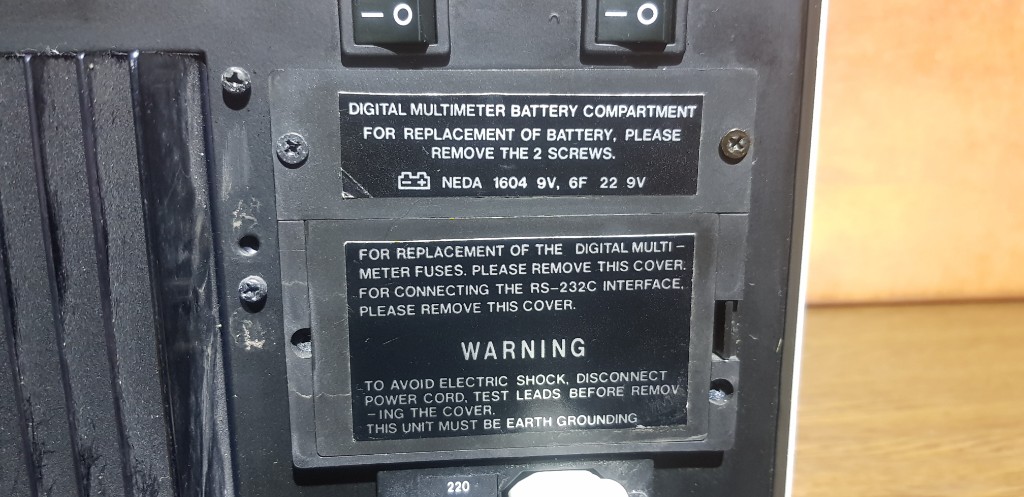 — O — O
DIGITAL MULTIMETER BATTERY COMPARTMENT
FOR REPLACEMENT OF BATTERY, PLEASE
REMOVE THE 2 SCREWS.
NEDA 1604 9V, 6F 22 9V
FOR REPLACEMENT OF THE DIGITAL MULTI-
METER FUSES. PLEASE REMOVE THIS COVER.
FOR CONNECTING THE RS-232C INTERFACE,
PLEASE REMOVE THIS COVER.
WARNING
TO AVOID ELECTRIC SHOCK, DISCONNECT
POWER CORD, TEST LEADS BEFORE REMOV
-ING THE COVER.
THIS UNIT MUST BE EARTH GROUNDING
220